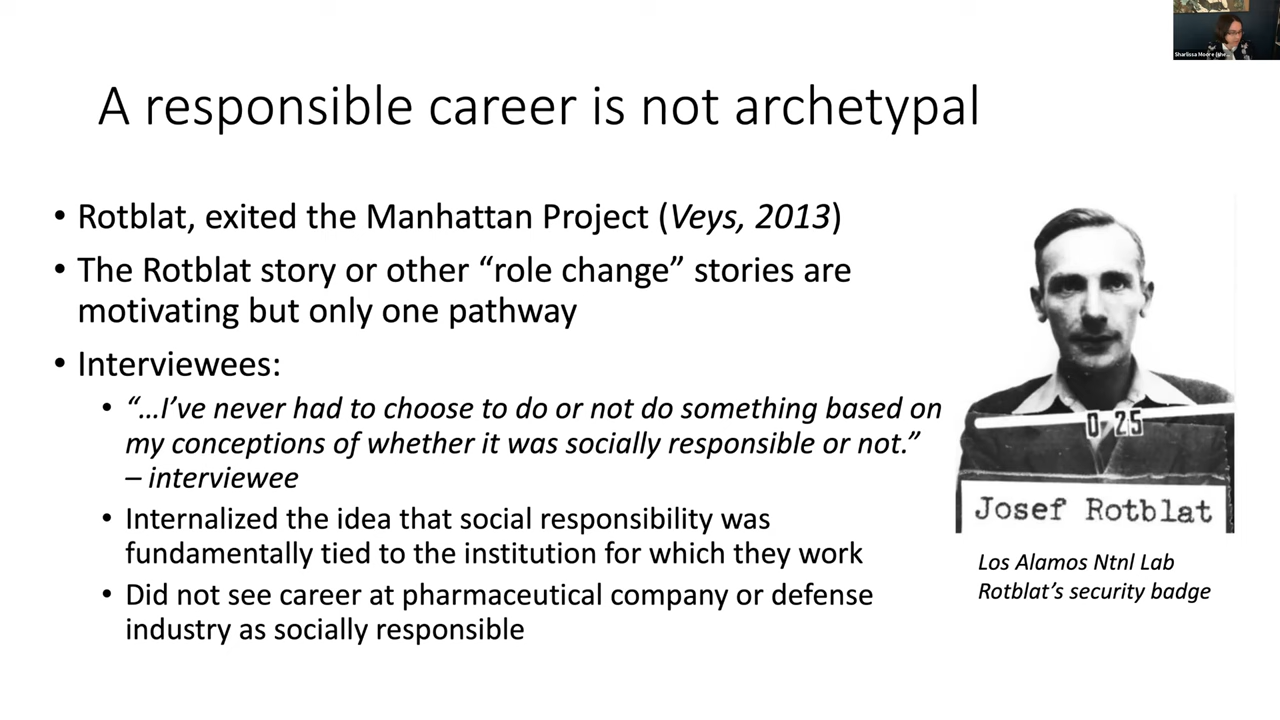 Sharlissa Moore (she...
A responsible career is not archetypal
• Rotblat, exited the Manhattan Project (Veys, 2013)
• The Rotblat story or other “role change” stories are
motivating but only one pathway
• Interviewees:
• “…I’ve never had to choose to do or not do something based on
my conceptions of whether it was socially responsible or not.”
– interviewee
• Internalized the idea that social responsibility was
fundamentally tied to the institution for which they work
• Did not see career at pharmaceutical company or defense
industry as socially responsible
0-25
Josef Rotblat
Los Alamos Ntnl Lab
Rotblat’s security badge